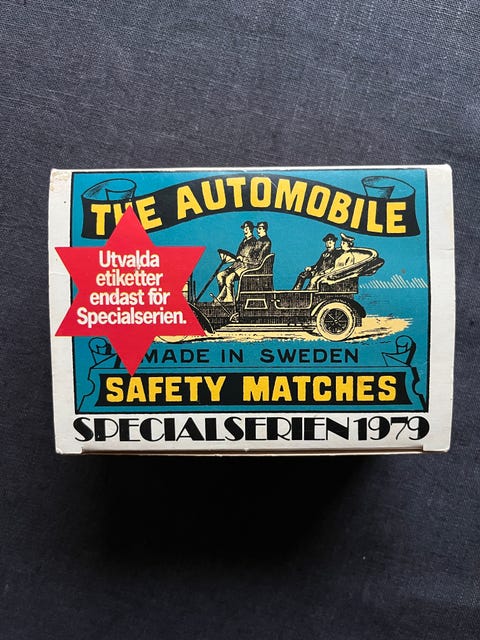 THE AUTOMOBILE
Utvalda
etiketter
endast för
Specialserien.
MADE IN SWEDEN
SAFETY MATCHES
SPECIALSERIEN 1979